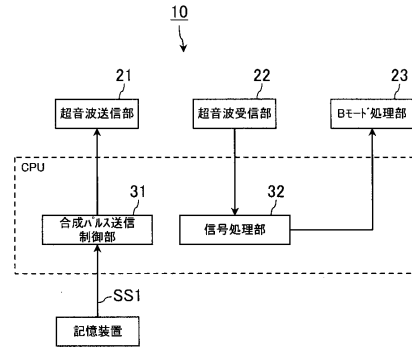 10
21
22
23
超音波送信部
超音波受信部
Bモード処理部
CPU
31
32
合成パルス送信
制御部
信号処理部
SS1
記憶装置